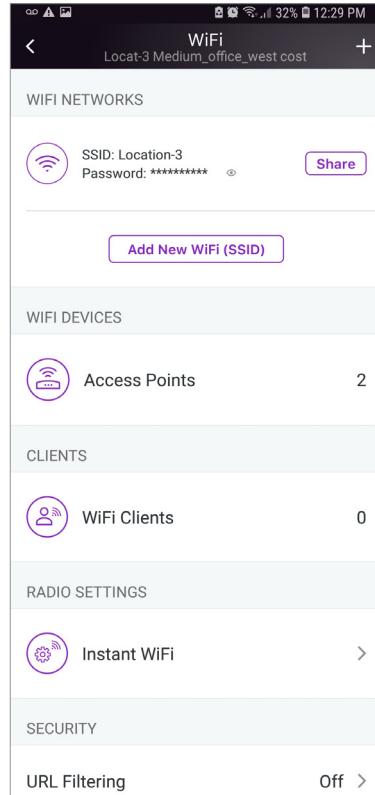 32% 12:29 PM
WiFi
Locat-3 Medium_office_west cost
WIFI NETWORKS
SSID: Location-3
Password: **********
Share
Add New WiFi (SSID)
WIFI DEVICES
Access Points 2
CLIENTS
WiFi Clients 0
RADIO SETTINGS
Instant WiFi
SECURITY
URL Filtering Off